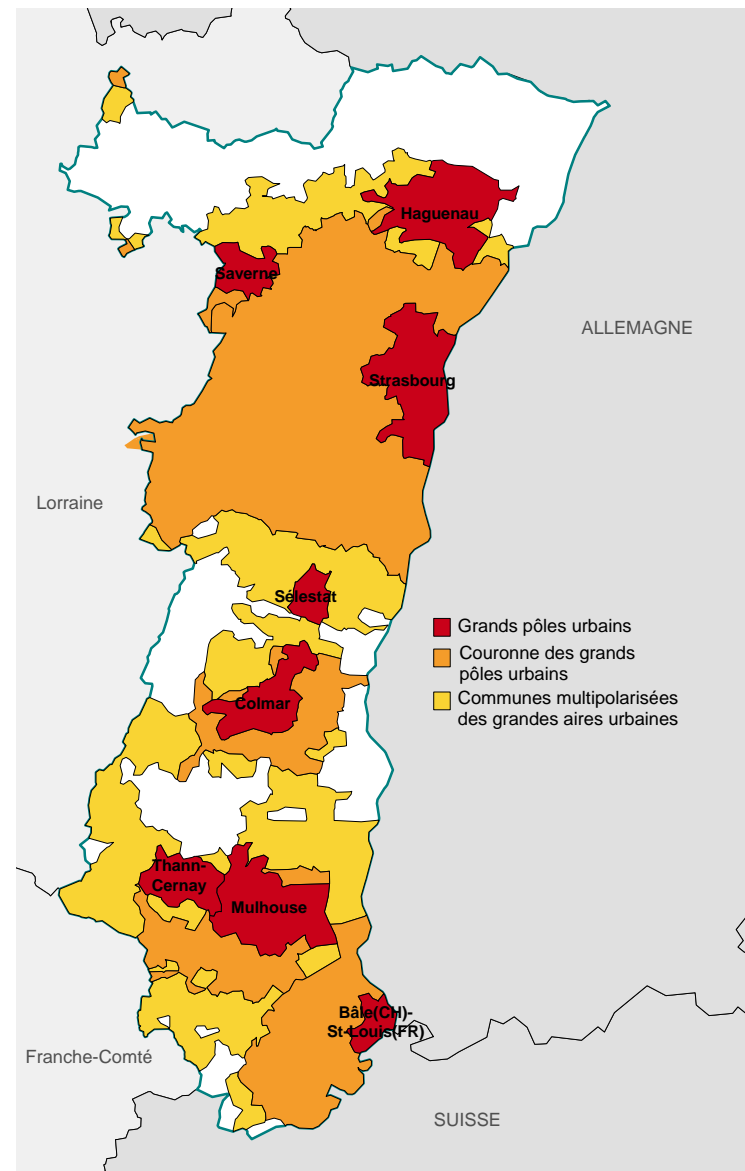 Haguenau
Saverne
ALLEMAGNE
Strasbourg
Lorraine
Sélestat
Grands pôles urbains
Couronne des grands
pôles urbains
Communes multipolarisées
des grandes aires urbaines
Colmar
Thann-
Cernay
Mulhouse
Bâle(CH)-
St-Louis(FR)
Franche-Comté
SUISSE